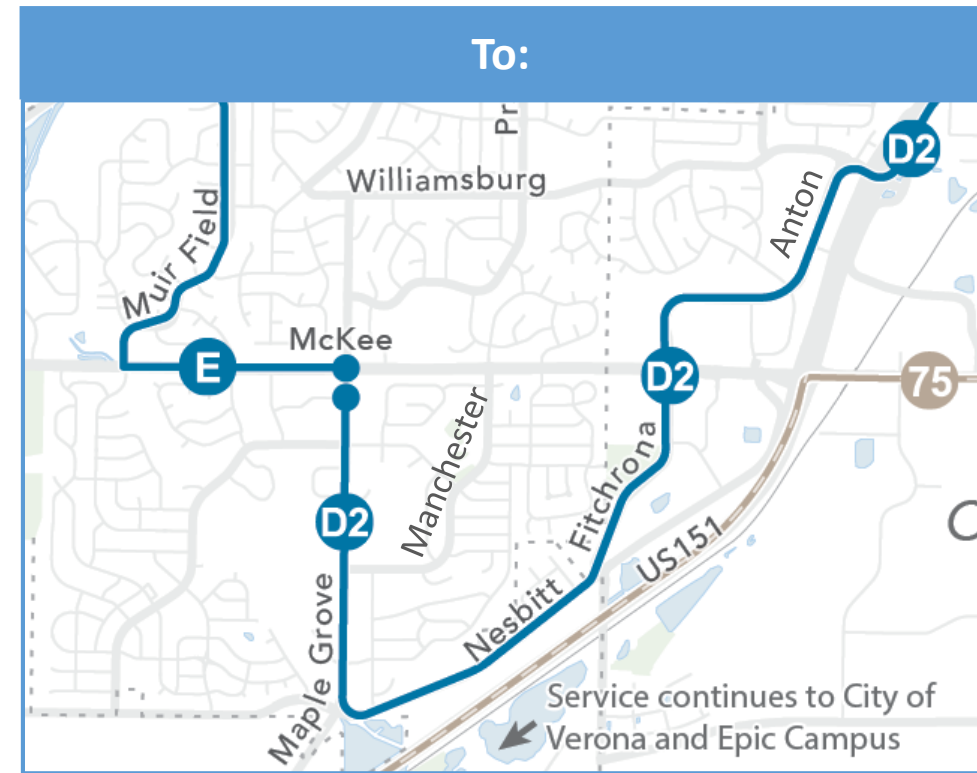 To:
Pr
D2
Williamsburg
Anton
Muir Field
McKee
E
D2
75
Manchester
Fitchrona
D2
US151
Nesbitt
Maple Grove
Service continues to City of
Verona and Epic Campus